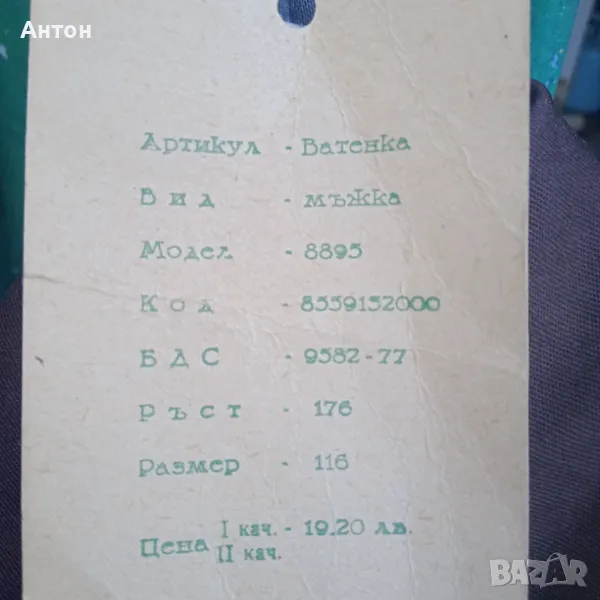 Антон
Артикул - Ватенка
Вид - мъжка
Модел - 8895
Код - 8559152000
БДС - 9582-77
Ръст - 176
Размер - 116
Цена I кач. - 19.20 лв.
II кач.
BAZAR